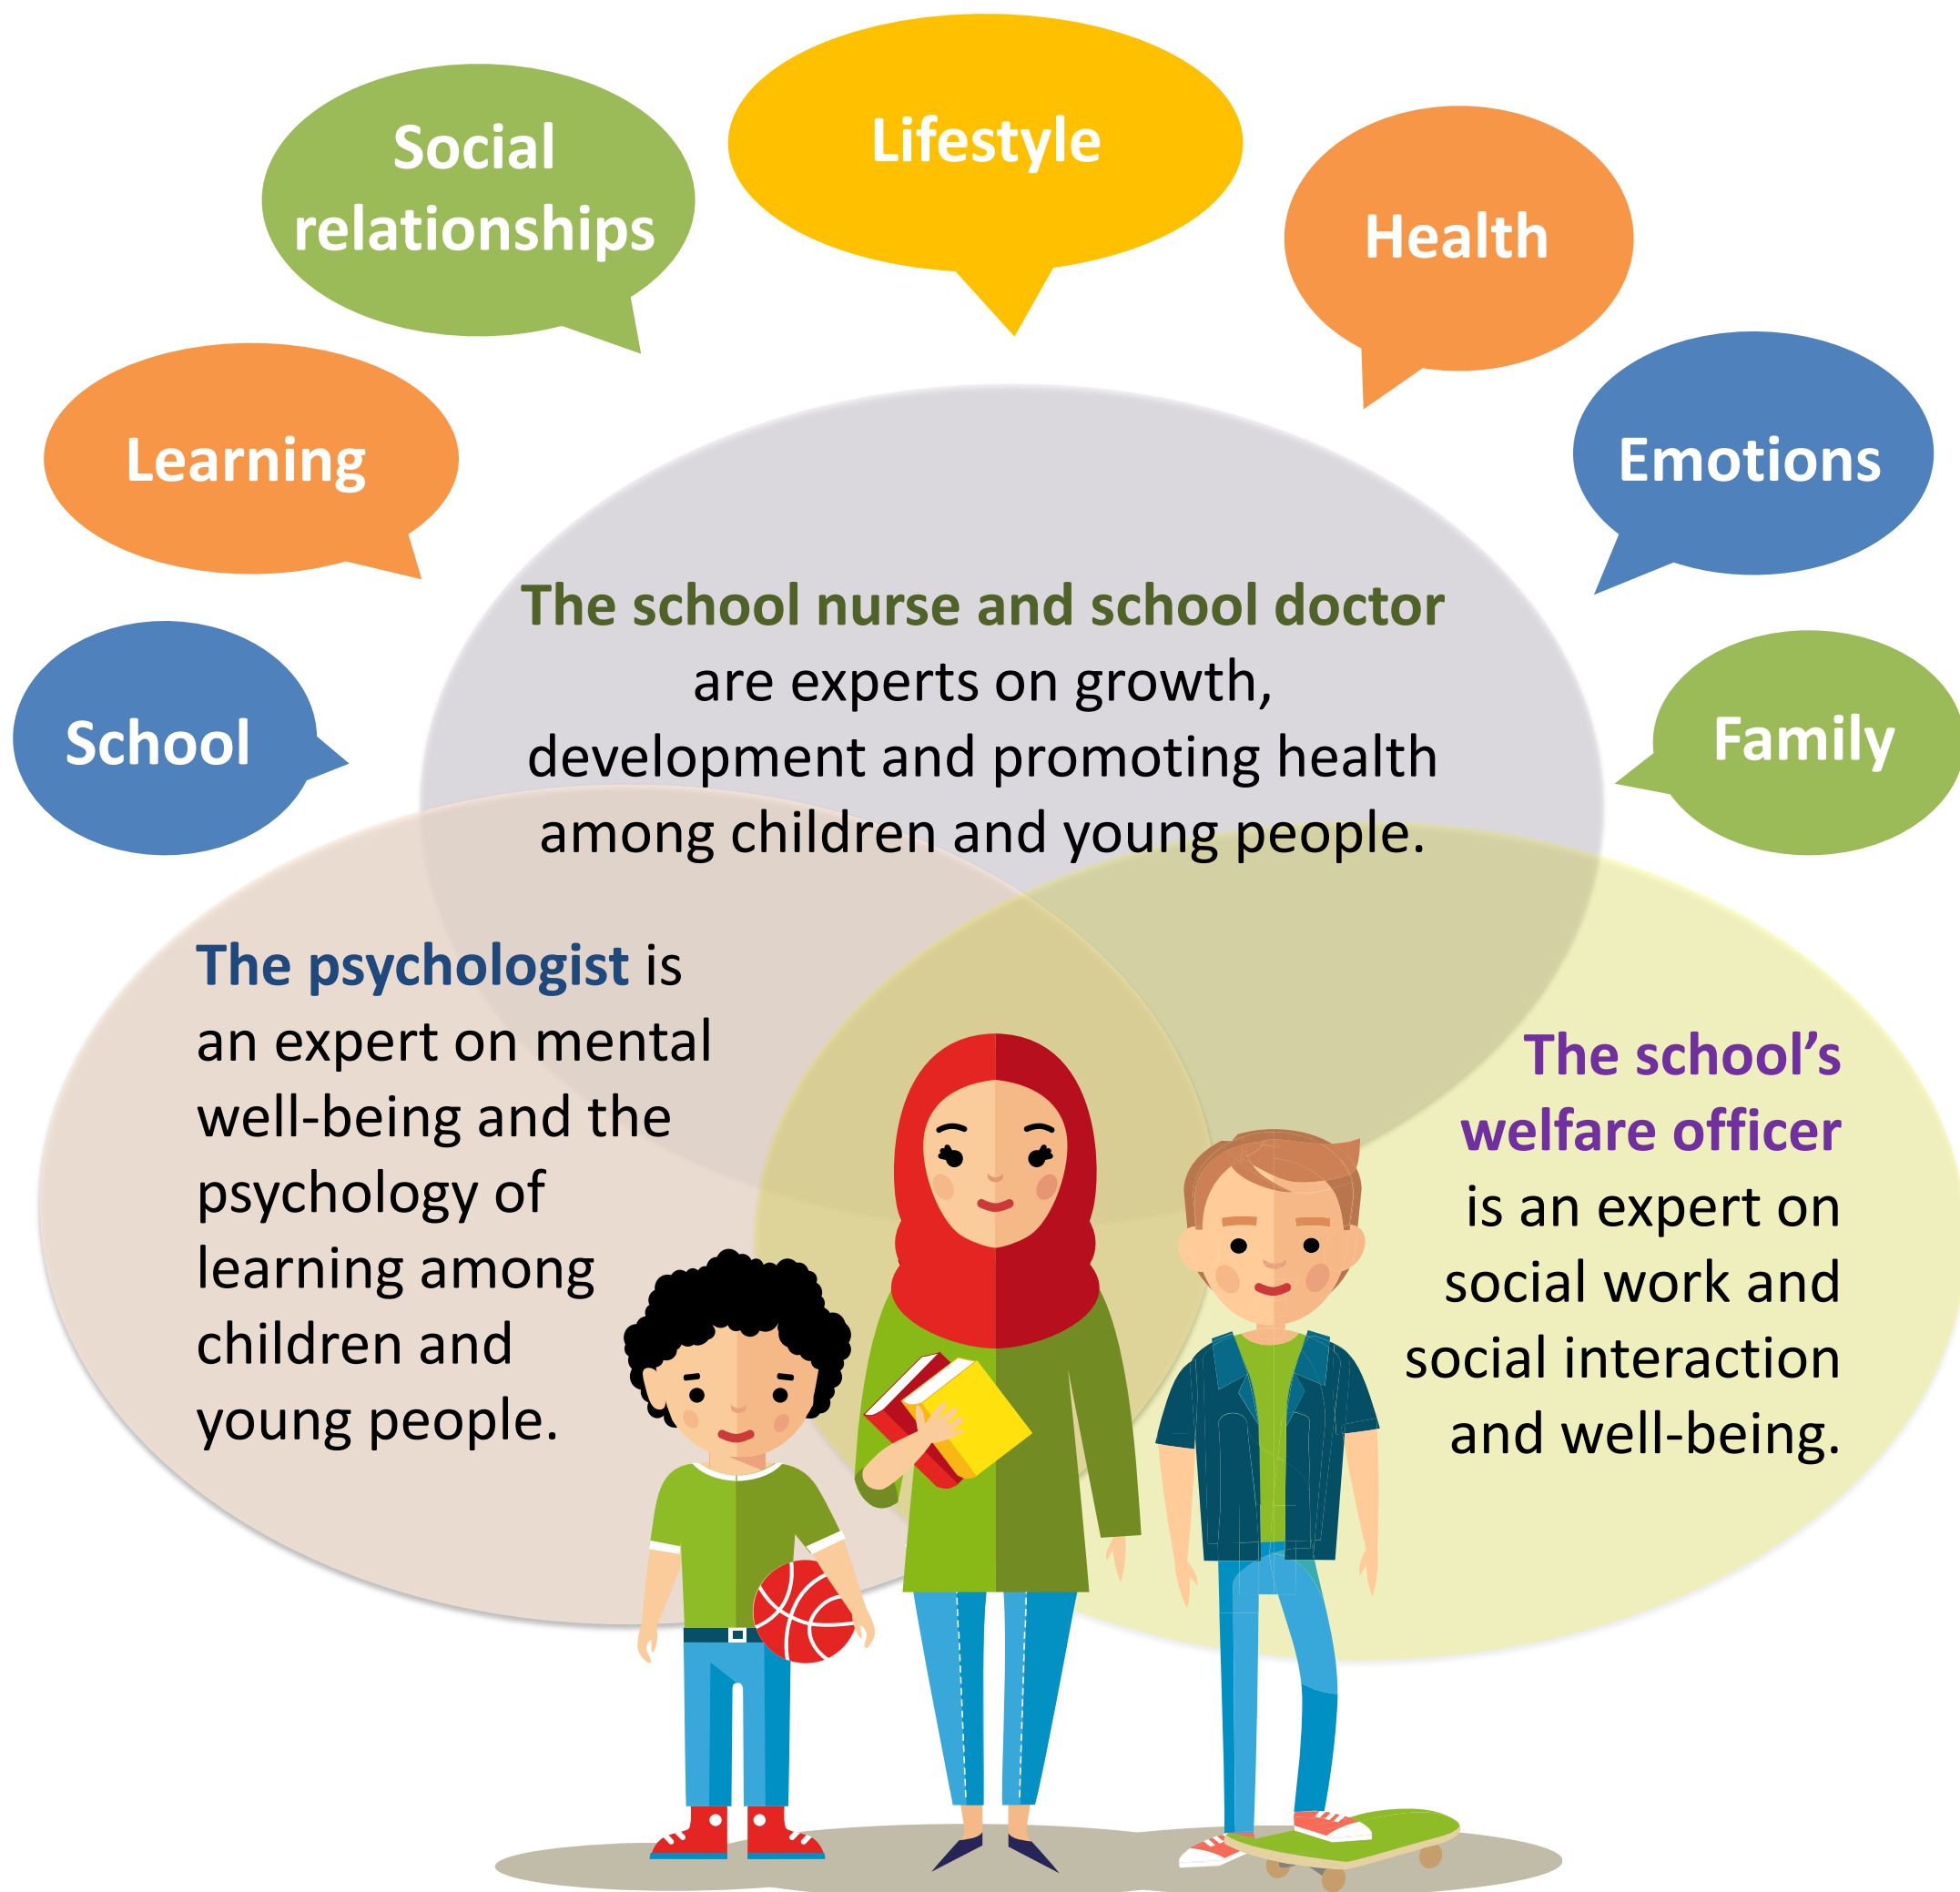 Lifestyle
Social
relationships
Health
Learning
Emotions
School
Family
The school nurse and school doctor
are experts on growth,
development and promoting health
among children and young people.
The psychologist is
an expert on mental
well-being and the
psychology of
learning among
children and
young people.
The school’s
welfare officer
is an expert on
social work and
social interaction
and well-being.